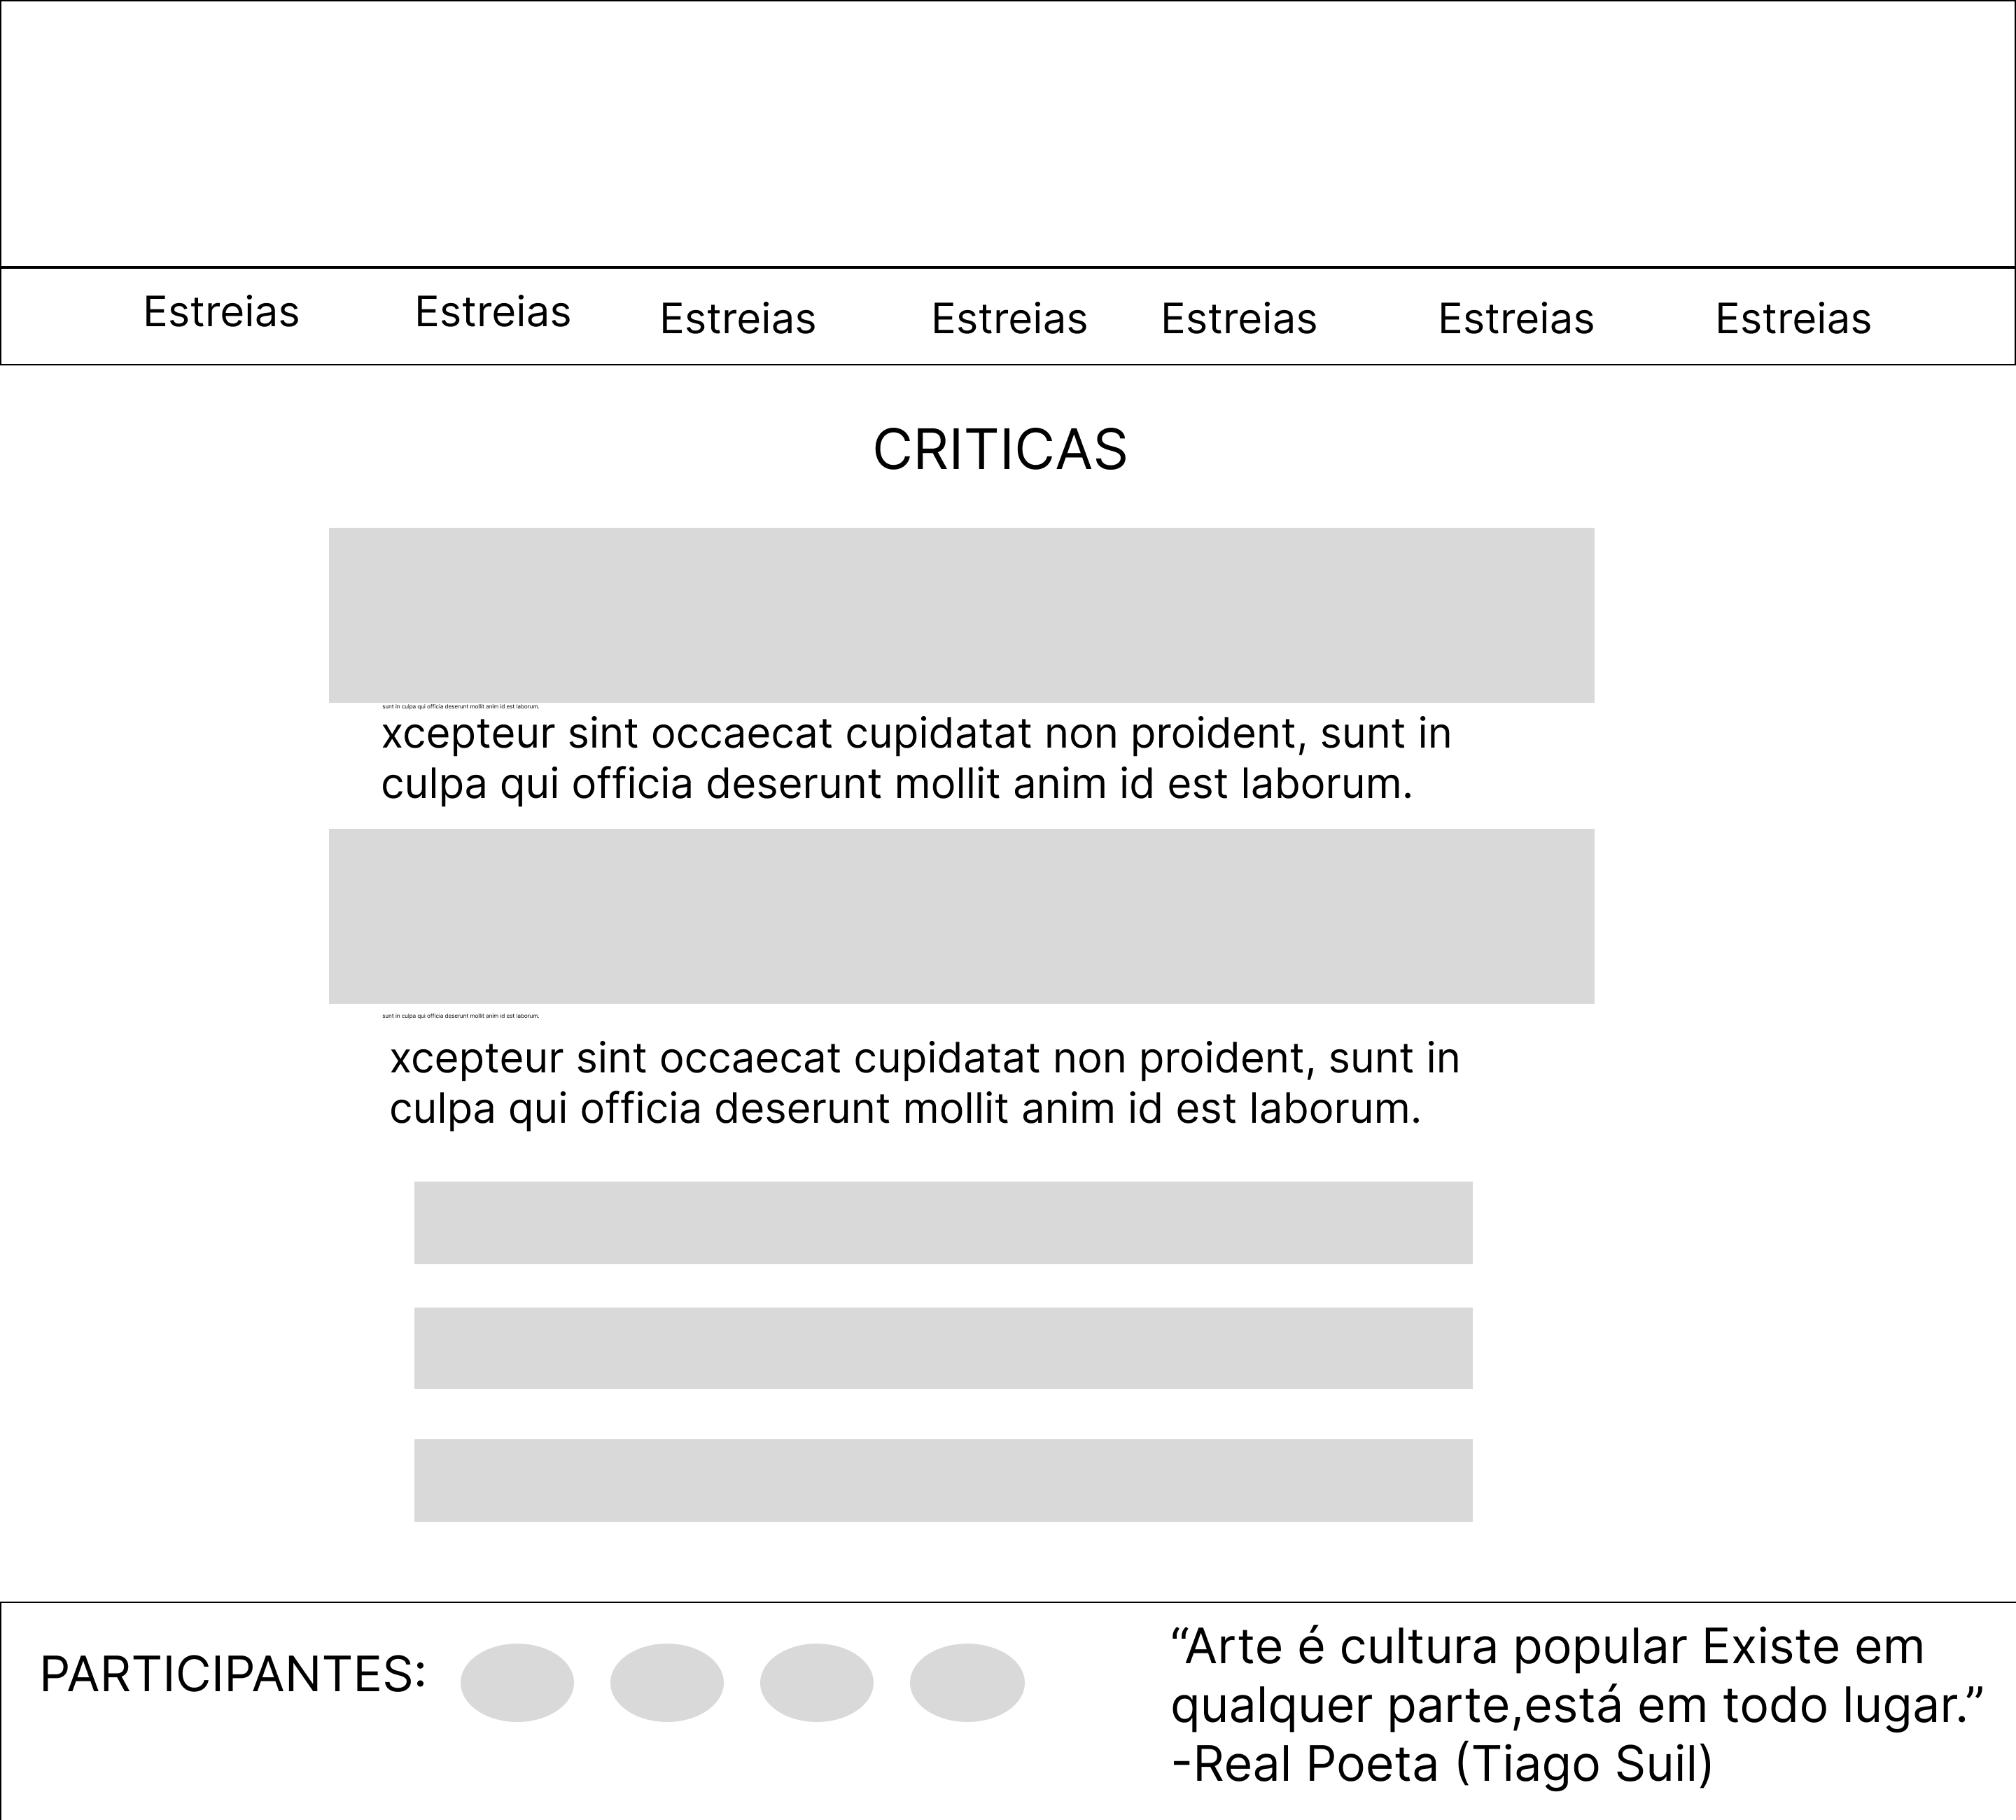 Estreias Estreias Estreias Estreias Estreias Estreias Estreias
CRITICAS
sunt in culpa qui officia deserunt mollit anim id est laborum.
xcepteur sint occaecat cupidatat non proident, sunt in
culpa qui officia deserunt mollit anim id est laborum.
sunt in culpa qui officia deserunt mollit anim id est laborum.
xcepteur sint occaecat cupidatat non proident, sunt in
culpa qui officia deserunt mollit anim id est laborum.
PARTICIPANTES:
“Arte é cultura popular Existe em
qualquer parte,está em todo lugar.”
-Real Poeta (Tiago Suil)